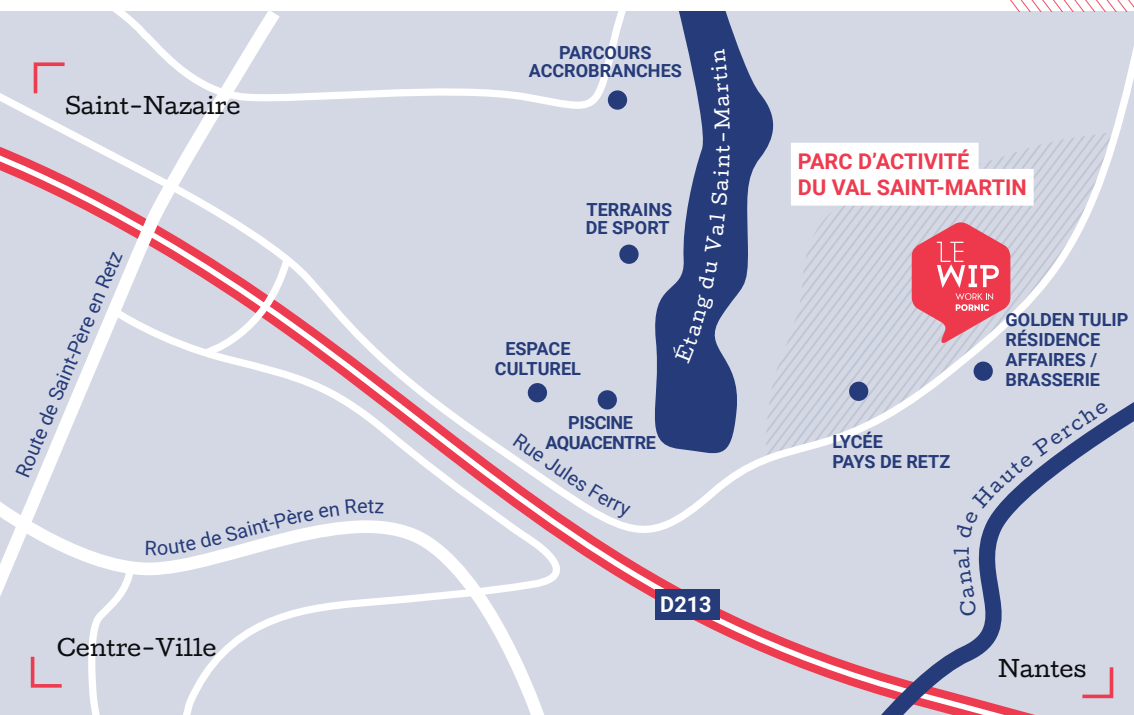 PARCOURS
ACCROBRANCHES
Saint-Nazaire
Étang du Val Saint-Martin
PARC D'ACTIVITÉ
DU VAL SAINT-MARTIN
TERRAINS
DE SPORT
LE
WIP
WORK IN
PORNIC
Route de Saint-Père en Retz
GOLDEN TULIP
RÉSIDENCE
AFFAIRES /
BRASSERIE
ESPACE
CULTUREL
PISCINE
AQUACENTRE
Rue Jules Ferry
LYCÉE
PAYS DE RETZ
Canal de Haute Perche
Route de Saint-Père en Retz
D213
Centre-Ville
Nantes